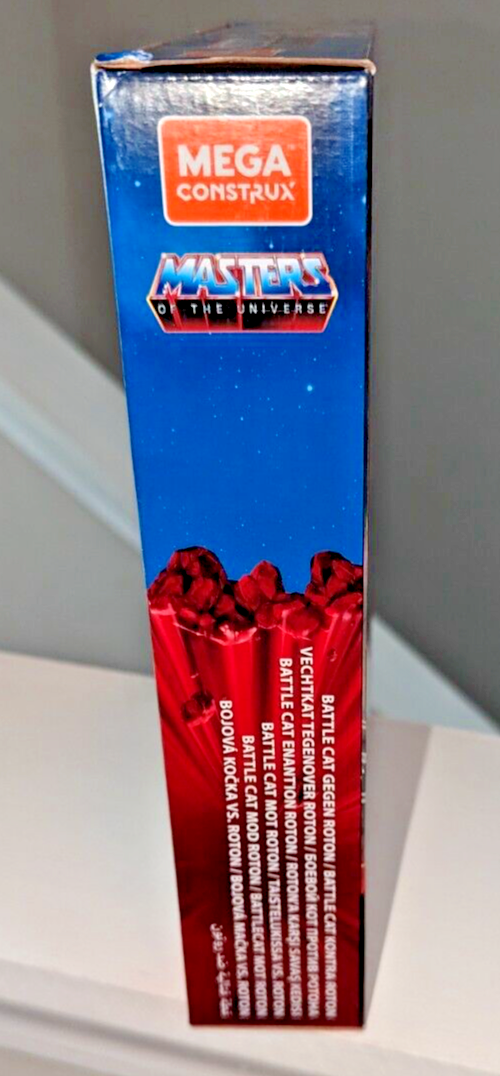 MEGA
CONSTRUX
MASTERS
OF THE UNIVERSE
BATTLE CAT GEGEN ROTON / BATTLE CAT KONTRA ROTON
VECHTKAT TEGENOVER ROTON / БОЕВОЙ КОТ ПРОТИВ РОТОНА
BATTLE CAT ENANTION ROTON / ROTON'A KARŞI SAVAŞ KEDİSİ
BATTLE CAT MOT ROTON / TAISTELUKISSA VS. ROTON
BATTLE CAT MOD ROTON / BATTLECAT MOT ROTON
BOJOVÁ KOČKA VS. ROTON / BOJOVÁ MAČKA VS. ROTON